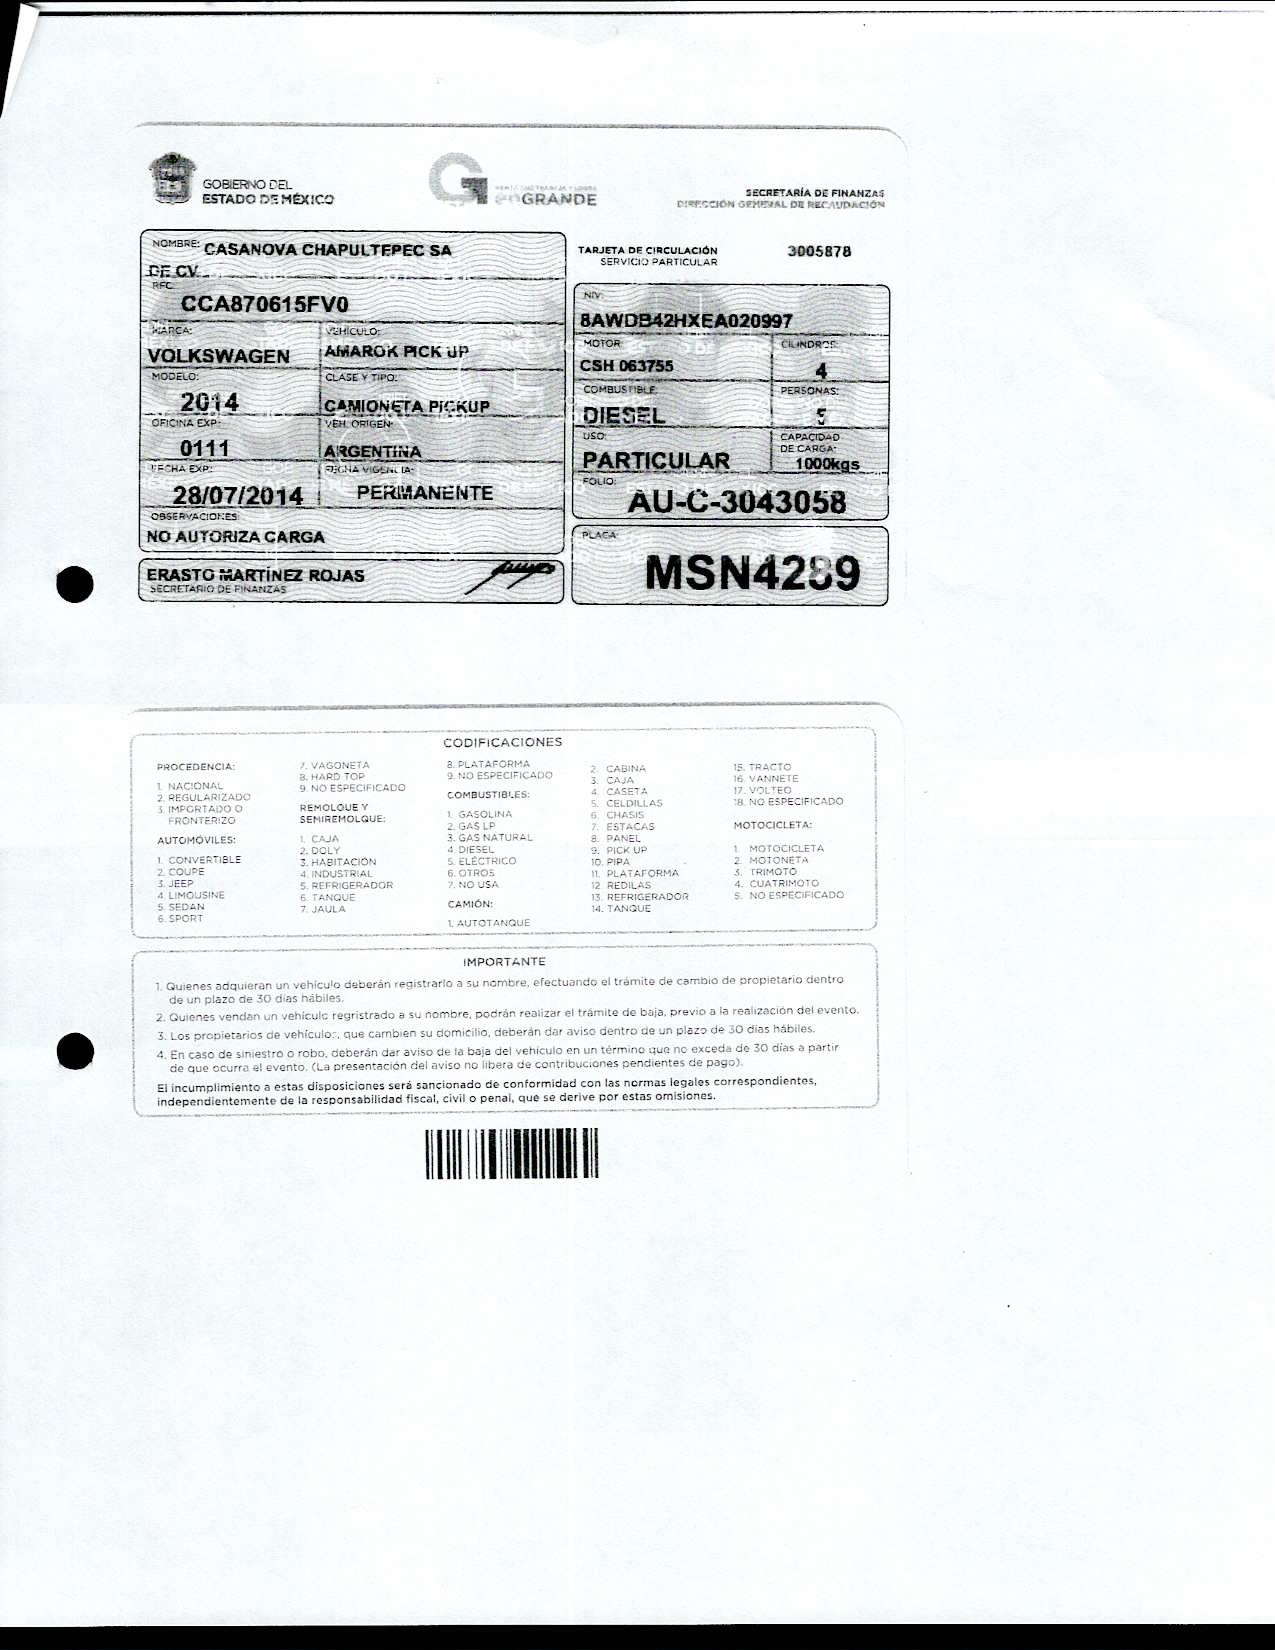 GOBIERNO DEL
ESTADO DE MÉXICO
GRANDE
SECRETARÍA DE FINANZAS
DIRECCIÓN GENERAL DE RECAUDACIÓN
NOMBRE: CASANOVA CHAPULTEPEC SA
DE CV
RFC:
CCA870615FV0
MARCA:
VOLKSWAGEN
VEHICULO:
AMAROK PICK UP
MODELO:
2014
CLASE Y TIPO:
CAMIONETA PICKUP
OFICINA EXP:
0111
VEH. ORIGEN:
ARGENTINA
FECHA EXP:
28/07/2014
FECHA VIGENCIA:
PERMANENTE
OBSERVACIONES
NO AUTORIZA CARGA
ERASTO MARTÍNEZ ROJAS
SECRETARIO DE FINANZAS
TARJETA DE CIRCULACIÓN
SERVICIO PARTICULAR
3005878
NIV:
8AWDB42HXEA020997
MOTOR:
CSH 063755
CILINDROS:
4
COMBUSTIBLE:
DIESEL
PERSONAS:
5
USO:
PARTICULAR
CAPACIDAD
DE CARGA:
1000kgs
FOLIO:
AU-C-3043058
PLACA:
MSN4289
CODIFICACIONES
PROCEDENCIA:
1. NACIONAL
2. REGULARIZADO
3. IMPORTADO O
FRONTERIZO
AUTOMÓVILES:
1. CONVERTIBLE
2. COUPE
3. JEEP
4. LIMOUSINE
5. SEDAN
6. SPORT
7. VAGONETA
8. HARD TOP
9. NO ESPECIFICADO
REMOLQUE Y
SEMIREMOLQUE:
1. CAJA
2. DOLY
3. HABITACIÓN
4. INDUSTRIAL
5. REFRIGERADOR
6. TANQUE
7. JAULA
8. PLATAFORMA
9. NO ESPECIFICADO
COMBUSTIBLES:
1. GASOLINA
2. GAS LP
3. GAS NATURAL
4. DIESEL
5. ELÉCTRICO
6. OTROS
7. NO USA
CAMIÓN:
1. AUTOTANQUE
2. CABINA
3. CAJA
4. CASETA
5. CELDILLAS
6. CHASIS
7. ESTACAS
8. PANEL
9. PICK UP
10. PIPA
11. PLATAFORMA
12 REDILAS
13. REFRIGERADOR
14. TANQUE
15. TRACTO
16. VANNETE
17. VOLTEO
18. NO ESPECIFICADO
MOTOCICLETA:
1. MOTOCICLETA
2. MOTONETA
3. TRIMOTO
4. CUATRIMOTO
5. NO ESPECIFICADO
IMPORTANTE
1. Quienes adquieran un vehículo deberán registrarlo a su nombre, efectuando el trámite de cambio de propietario dentro
de un plazo de 30 días hábiles.
2. Quienes vendan un vehículo regristrado a su nombre, podrán realizar el trámite de baja, previo a la realización del evento.
3. Los propietarios de vehículos, que cambien su domicilio, deberán dar aviso dentro de un plazo de 30 días hábiles.
4. En caso de siniestro o robo, deberán dar aviso de la baja del vehículo en un término que no exceda de 30 días a partir
de que ocurra el evento. (La presentación del aviso no libera de contribuciones pendientes de pago).
El incumplimiento a estas disposiciones será sancionado de conformidad con las normas legales correspondientes,
independientemente de la responsabilidad fiscal, civil o penal, que se derive por estas omisiones.